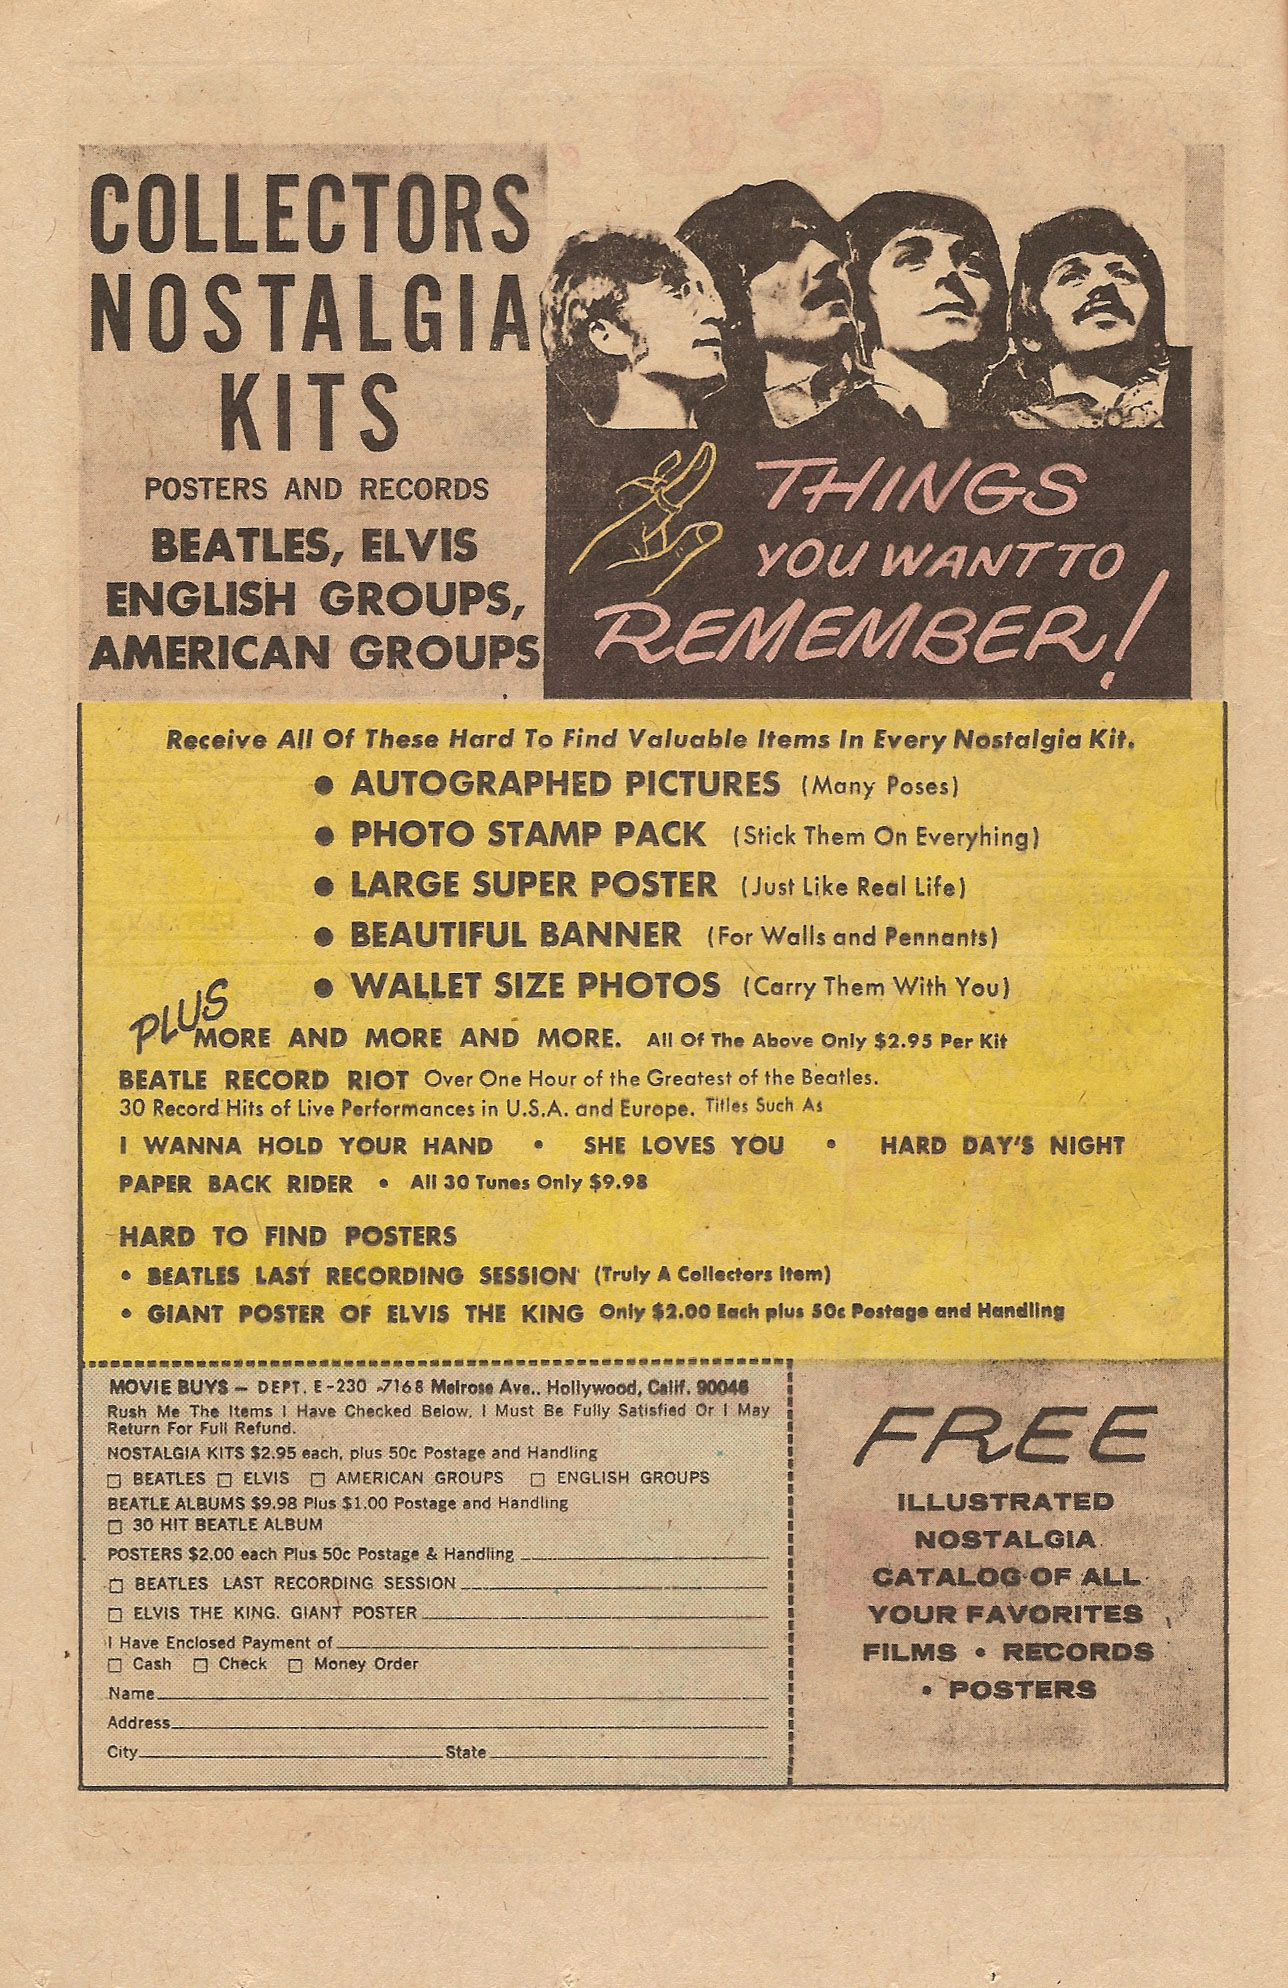 COLLECTORS
NOSTALGIA
KITS
POSTERS AND RECORDS
BEATLES, ELVIS
ENGLISH GROUPS,
AMERICAN GROUPS
THINGS
YOU WANT TO
REMEMBER!
Receive All Of These Hard To Find Valuable Items In Every Nostalgia Kit.
● AUTOGRAPHED PICTURES (Many Poses)
● PHOTO STAMP PACK (Stick Them On Everyhing)
● LARGE SUPER POSTER (Just Like Real Life)
● BEAUTIFUL BANNER (For Walls and Pennants)
● WALLET SIZE PHOTOS (Carry Them With You)
PLUS
MORE AND MORE AND MORE. All Of The Above Only $2.95 Per Kit
BEATLE RECORD RIOT Over One Hour of the Greatest of the Beatles.
30 Record Hits of Live Performances in U.S.A. and Europe. Titles Such As
I WANNA HOLD YOUR HAND • SHE LOVES YOU • HARD DAY'S NIGHT
PAPER BACK RIDER • All 30 Tunes Only $9.98
HARD TO FIND POSTERS
• BEATLES LAST RECORDING SESSION (Truly A Collectors Item)
• GIANT POSTER OF ELVIS THE KING Only $2.00 Each plus 50c Postage and Handling
MOVIE BUYS — DEPT. E-230 -7168 Melrose Ave., Hollywood, Calif. 90046
Rush Me The Items I Have Checked Below. I Must Be Fully Satisfied Or I May
Return For Full Refund.
NOSTALGIA KITS $2.95 each, plus 50c Postage and Handling
□ BEATLES □ ELVIS □ AMERICAN GROUPS □ ENGLISH GROUPS
BEATLE ALBUMS $9.98 Plus $1.00 Postage and Handling
□ 30 HIT BEATLE ALBUM
POSTERS $2.00 each Plus 50c Postage & Handling
□ BEATLES LAST RECORDING SESSION
□ ELVIS THE KING. GIANT POSTER
I Have Enclosed Payment of
□ Cash □ Check □ Money Order
Name
Address
City State
FREE
ILLUSTRATED
NOSTALGIA
CATALOG OF ALL
YOUR FAVORITES
FILMS • RECORDS
• POSTERS